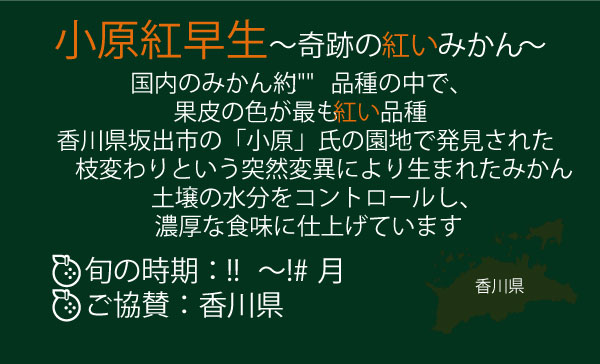 小原紅早生～奇跡の紅いみかん～
国内のみかん約"" 品種の中で、
果皮の色が最も紅い品種
香川県坂出市の「小原」氏の園地で発見された
枝変わりという突然変異により生まれたみかん
土壌の水分をコントロールし、
濃厚な食味に仕上げています
旬の時期：!! ～!# 月
ご協賛：香川県
香川県